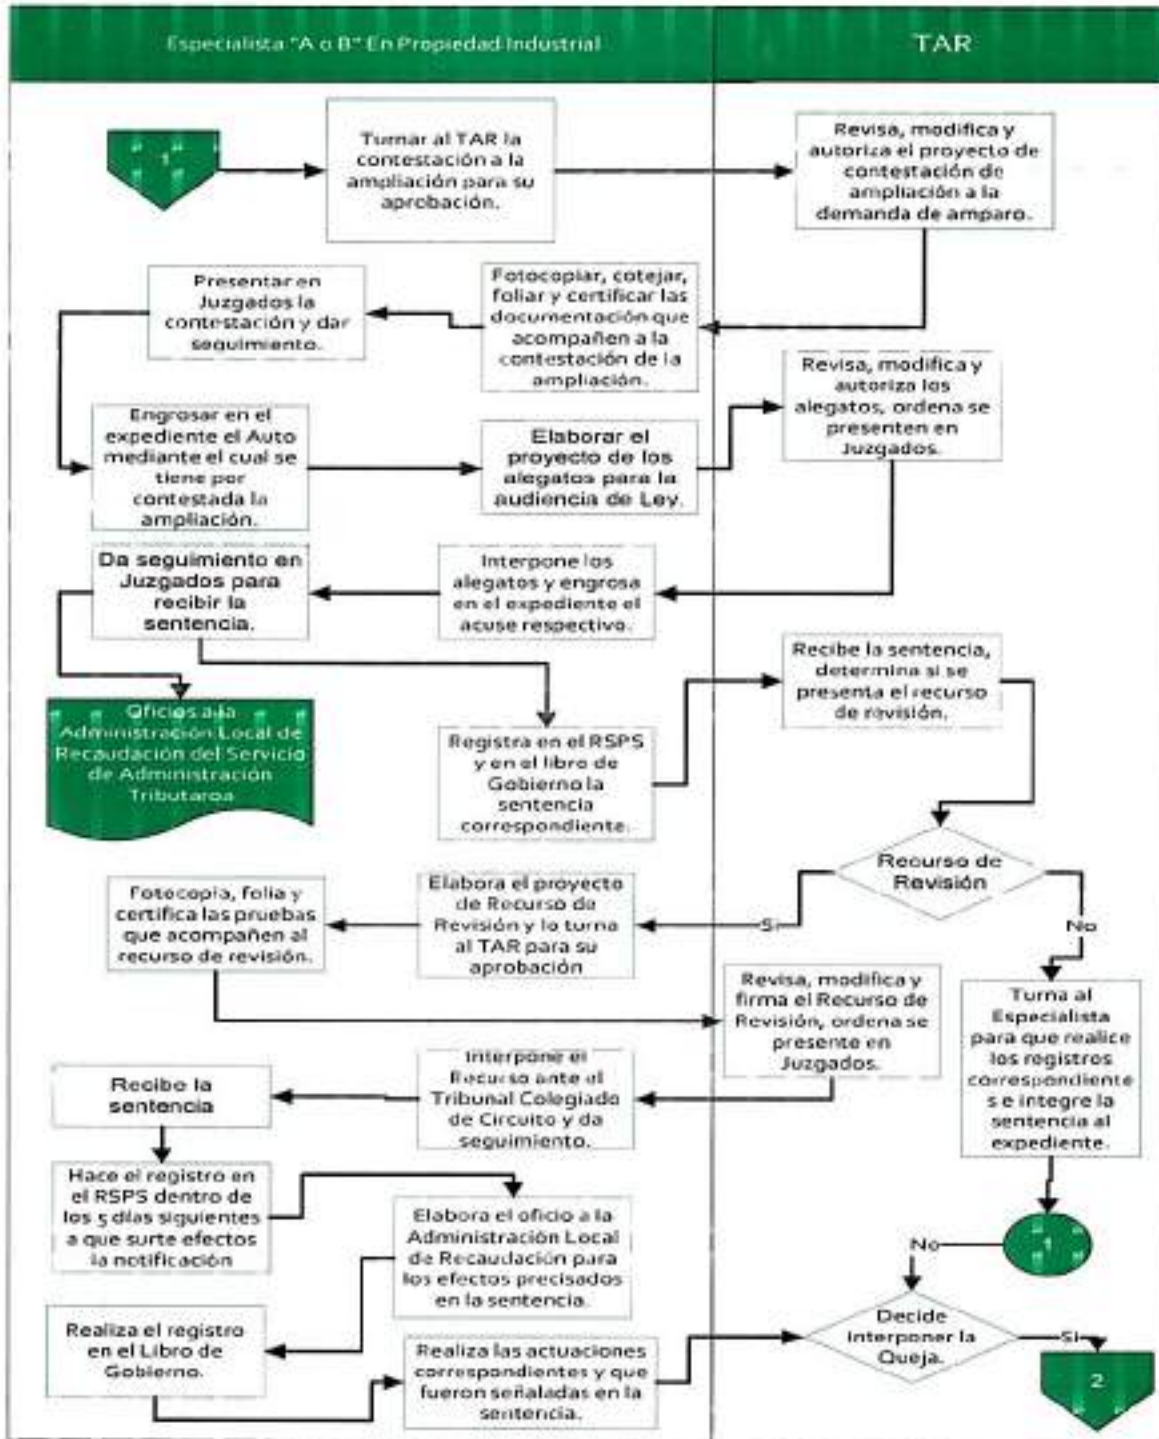 Especialista "A o B" En Propiedad Industrial
TAR
1
Turnar al TAR la
contestación a la
ampliación para su
aprobación.
Revisa, modifica y
autoriza el proyecto de
contestación de
ampliación a la
demanda de amparo.
Fotocopiar, cotejar,
foliar y certificar las
documentación que
acompañen a la
contestación de la
ampliación.
Presentar en
Juzgados la
contestación y dar
seguimiento.
Engrosar en el
expediente el Auto
mediante el cual se
tiene por
contestada la
ampliación.
Elaborar el
proyecto de los
alegatos para la
audiencia de Ley.
Revisa, modifica y
autoriza los
alegatos, ordena se
presenten en
Juzgados.
Interpone los
alegatos y engrosa
en el expediente el
acuse respectivo.
Da seguimiento en
Juzgados para
recibir la
sentencia.
Oficios a la
Administración Local de
Recaudación del Servicio
de Administración
Tributaroa
Registra en el RSPS
y en el libro de
Gobierno la
sentencia
correspondiente.
Recibe la sentencia,
determina si se
presenta el recurso
de revisión.
Recurso de
Revisión
Si
No
Elabora el proyecto
de Recurso de
Revisión y lo turna
al TAR para su
aprobación
Fotocopia, folia y
certifica las pruebas
que acompañen al
recurso de revisión.
Revisa, modifica y
firma el Recurso de
Revisión, ordena se
presente en
Juzgados.
Turna al
Especialista
para que realice
los registros
correspondiente
s e integre la
sentencia al
expediente.
1
Interpone el
Recurso ante el
Tribunal Colegiado
de Circuito y da
seguimiento.
Recibe la
sentencia
Hace el registro en
el RSPS dentro de
los 5 días siguientes
a que surte efectos
la notificación
Elabora el oficio a la
Administración Local
de Recaudación para
los efectos precisados
en la sentencia.
Realiza el registro
en el Libro de
Gobierno.
Realiza las actuaciones
correspondientes y que
fueron señaladas en la
sentencia.
Decide
interponer la
Queja.
No
Si
2